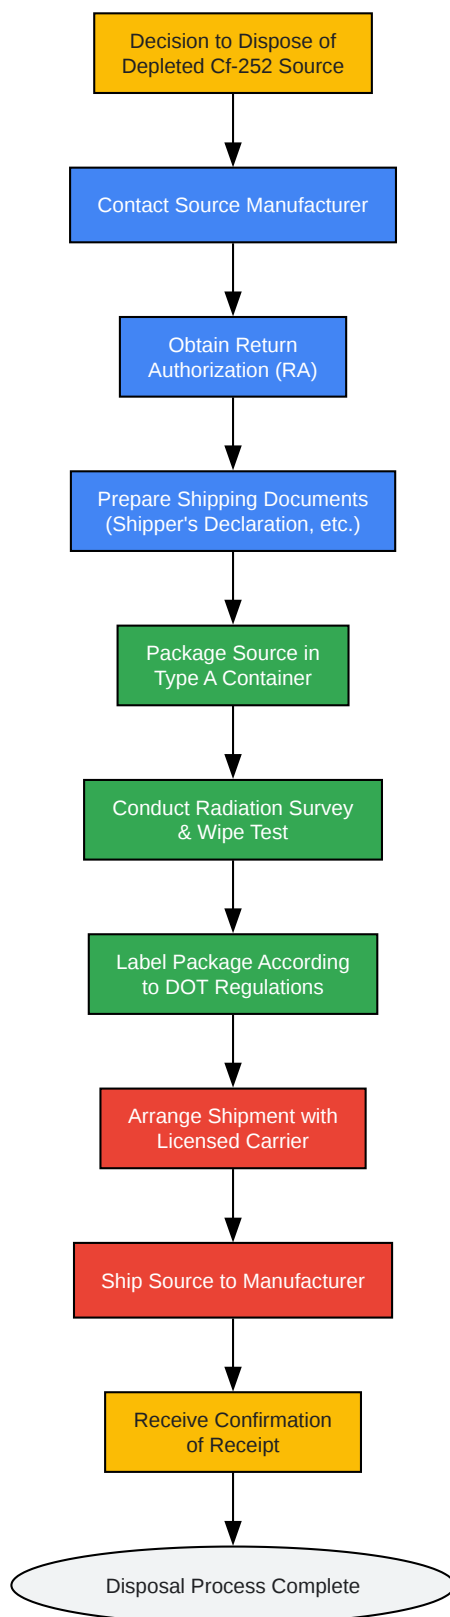 Decision to Dispose of
Depleted Cf-252 Source
Contact Source Manufacturer
Obtain Return
Authorization (RA)
Prepare Shipping Documents
(Shipper's Declaration, etc.)
Package Source in
Type A Container
Conduct Radiation Survey
& Wipe Test
Label Package According
to DOT Regulations
Arrange Shipment with
Licensed Carrier
Ship Source to Manufacturer
Receive Confirmation
of Receipt
Disposal Process Complete